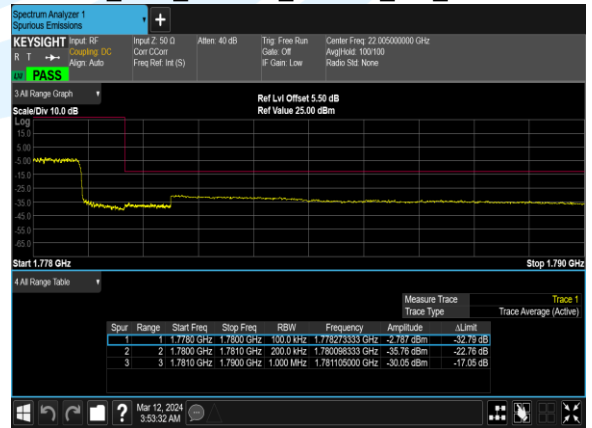 Spectrum Analyzer 1
Spurious Emissions
KEYSIGHT Input: RF Input Z: 50 Ω Atten: 40 dB Trig: Free Run Center Freq: 22.005000000 GHz
Coupling: DC Corr CCorr Gate: Off Avg|Hold: 100/100
R T Align: Auto Freq Ref: Int (S) IF Gain: Low Radio Std: None
PASS
3 All Range Graph
Ref Lvl Offset 5.50 dB
Scale/Div 10.0 dB Ref Value 25.00 dBm
Log
15.0
5.00
-5.00
-15.0
-25.0
-35.0
-45.0
-55.0
-65.0
Start 1.778 GHz Stop 1.790 GHz
4 All Range Table
Measure Trace Trace 1
Trace Type Trace Average (Active)
Spur Range Start Freq Stop Freq RBW Frequency Amplitude ΔLimit
1 1 1.7780 GHz 1.7800 GHz 100.0 kHz 1.778273333 GHz -2.787 dBm -32.79 dB
2 2 1.7800 GHz 1.7810 GHz 200.0 kHz 1.780098333 GHz -35.76 dBm -22.76 dB
3 3 1.7810 GHz 1.7900 GHz 1.000 MHz 1.781105000 GHz -30.05 dBm -17.05 dB
Mar 12, 2024
3:53:32 AM